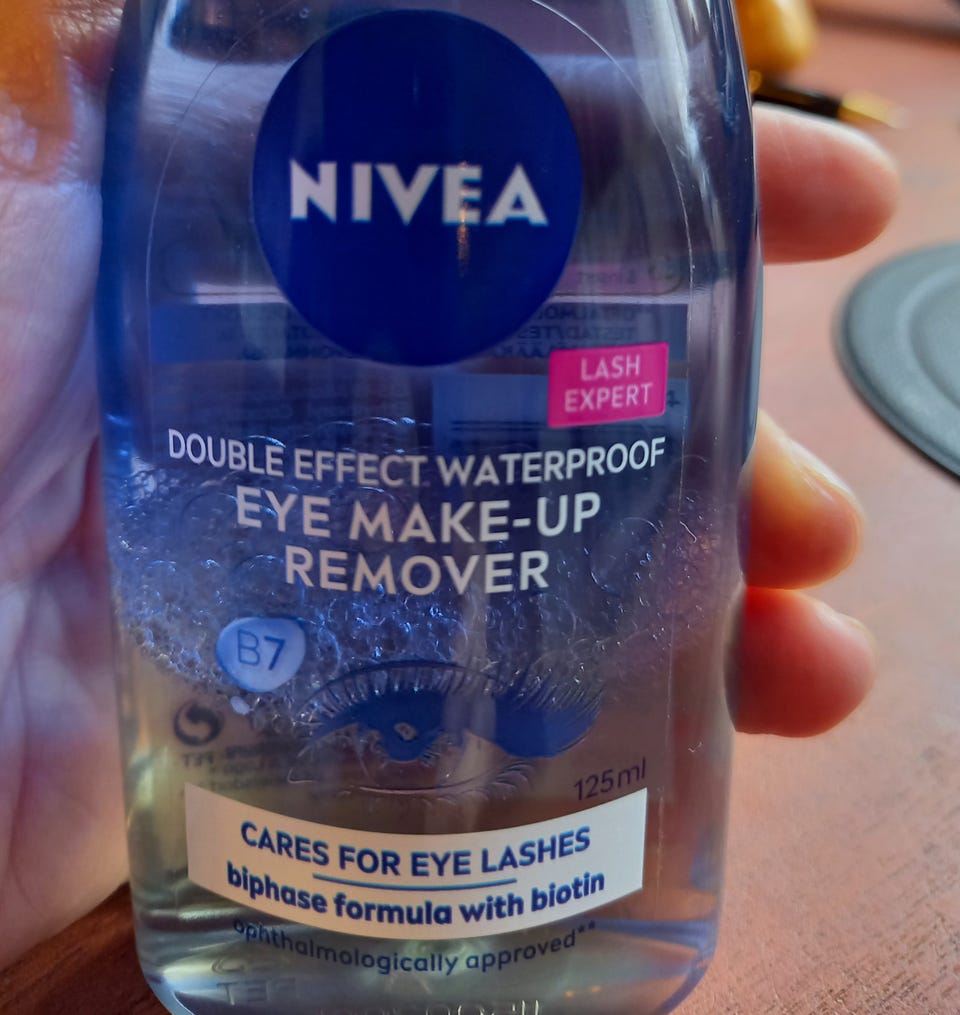 NIVEA
LASH
EXPERT
DOUBLE EFFECT WATERPROOF
EYE MAKE-UP
REMOVER
B7
125ml
CARES FOR EYE LASHES
biphase formula with biotin
ophthalmologically approved**